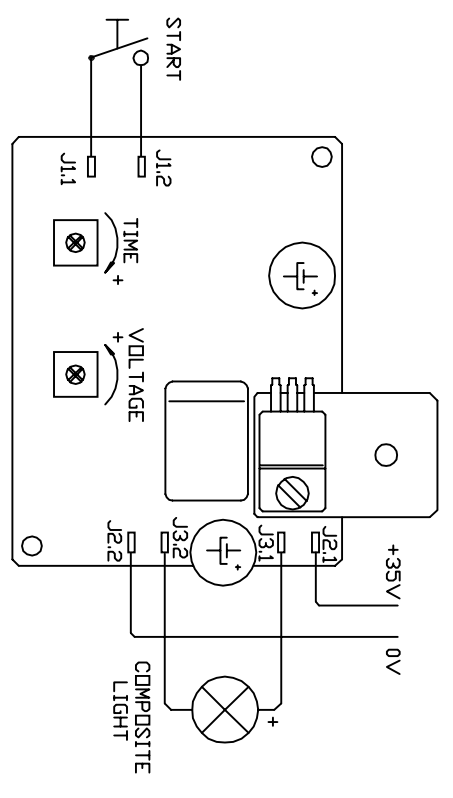 START
J1.2
J1.1
TIME
+
VOLTAGE
+
+
+
J2.1
J3.1
J3.2
J2.2
+35V
0V
+
COMPOSITE
LIGHT